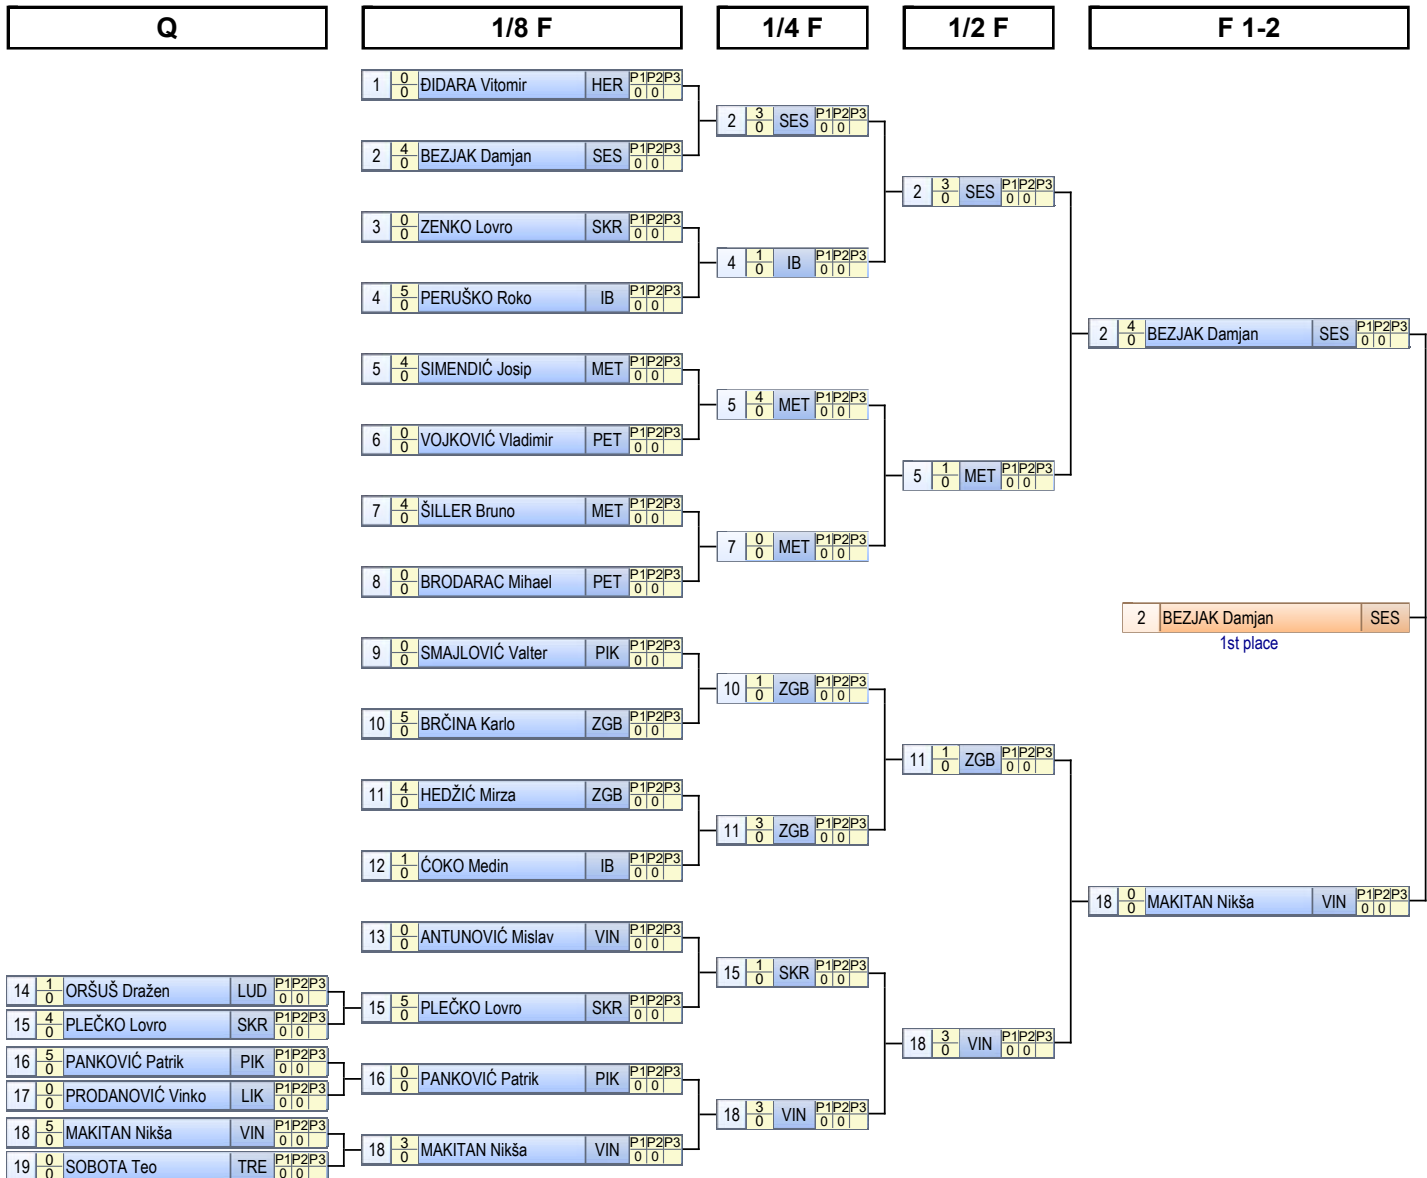 Q 1/8 F 1/4 F 1/2 F F 1-2
1 0 0 ĐIDARA Vitomir HER P1 P2 P3 0 0
2 3 0 SES P1 P2 P3 0 0
2 4 0 BEZJAK Damjan SES P1 P2 P3 0 0
2 3 0 SES P1 P2 P3 0 0
3 0 0 ZENKO Lovro SKR P1 P2 P3 0 0
4 1 0 IB P1 P2 P3 0 0
4 5 0 PERUŠKO Roko IB P1 P2 P3 0 0
2 4 0 BEZJAK Damjan SES P1 P2 P3 0 0
5 4 0 SIMENDIĆ Josip MET P1 P2 P3 0 0
5 4 0 MET P1 P2 P3 0 0
6 0 0 VOJKOVIĆ Vladimir PET P1 P2 P3 0 0
5 1 0 MET P1 P2 P3 0 0
7 4 0 ŠILLER Bruno MET P1 P2 P3 0 0
7 0 0 MET P1 P2 P3 0 0
8 0 0 BRODARAC Mihael PET P1 P2 P3 0 0
2 BEZJAK Damjan SES
1st place
9 0 0 SMAJLOVIĆ Valter PIK P1 P2 P3 0 0
10 1 0 ZGB P1 P2 P3 0 0
10 5 0 BRČINA Karlo ZGB P1 P2 P3 0 0
11 1 0 ZGB P1 P2 P3 0 0
11 4 0 HEDŽIĆ Mirza ZGB P1 P2 P3 0 0
11 3 0 ZGB P1 P2 P3 0 0
12 1 0 ĆOKO Medin IB P1 P2 P3 0 0
18 0 0 MAKITAN Nikša VIN P1 P2 P3 0 0
13 0 0 ANTUNOVIĆ Mislav VIN P1 P2 P3 0 0
15 1 0 SKR P1 P2 P3 0 0
14 1 0 ORŠUŠ Dražen LUD P1 P2 P3 0 0
15 5 0 PLEČKO Lovro SKR P1 P2 P3 0 0
15 4 0 PLEČKO Lovro SKR P1 P2 P3 0 0
18 3 0 VIN P1 P2 P3 0 0
16 5 0 PANKOVIĆ Patrik PIK P1 P2 P3 0 0
16 0 0 PANKOVIĆ Patrik PIK P1 P2 P3 0 0
17 0 0 PRODANOVIĆ Vinko LIK P1 P2 P3 0 0
18 3 0 VIN P1 P2 P3 0 0
18 5 0 MAKITAN Nikša VIN P1 P2 P3 0 0
18 3 0 MAKITAN Nikša VIN P1 P2 P3 0 0
19 0 0 SOBOTA Teo TRE P1 P2 P3 0 0